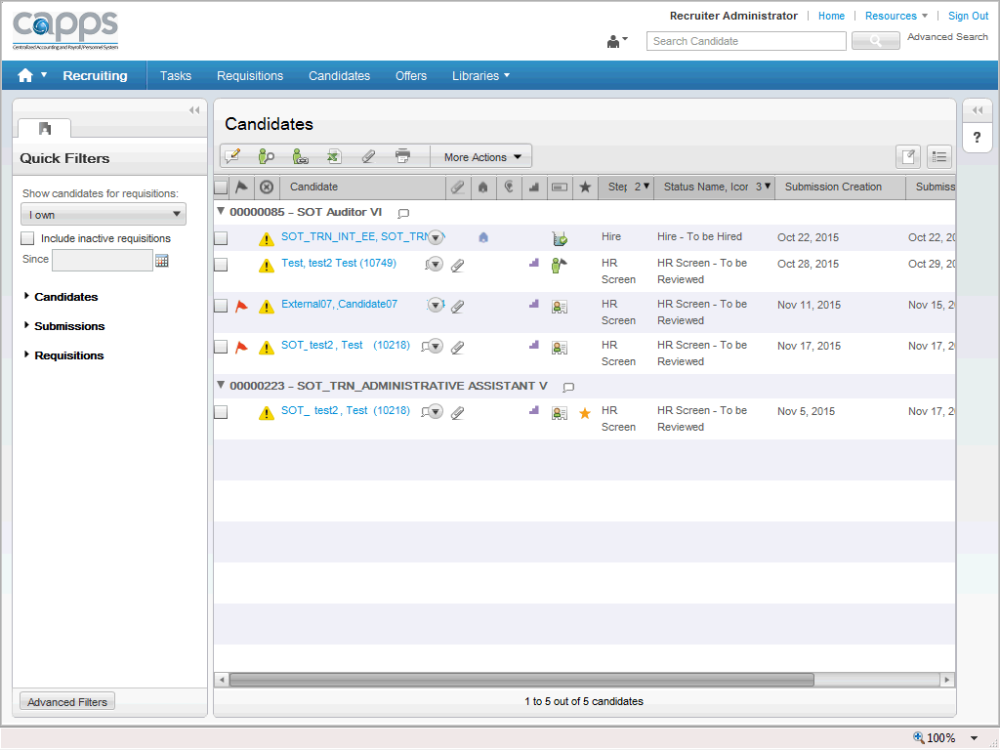 capps
Centralized Accounting and Payroll/Personnel System
Recruiter Administrator Home Resources Sign Out
Search Candidate Advanced Search
Recruiting Tasks Requisitions Candidates Offers Libraries
Quick Filters
Show candidates for requisitions:
I own
Include inactive requisitions
Since
Candidates
Submissions
Requisitions
Advanced Filters
Candidates
More Actions
?
Candidate Step 2 Status Name, Icon 3 Submission Creation Submiss
00000085 – SOT Auditor VI
SOT_TRN_INT_EE, SOT_TRN Hire Hire - To be Hired Oct 22, 2015 Oct 22, 20
Test, test2 Test (10749) HR Screen HR Screen - To be Reviewed Oct 28, 2015 Oct 29, 20
External07, Candidate07 4 HR Screen HR Screen - To be Reviewed Nov 11, 2015 Nov 15, 2
SOT_test2, Test (10218) HR Screen HR Screen - To be Reviewed Nov 17, 2015 Nov 17, 2
00000223 – SOT_TRN_ADMINISTRATIVE ASSISTANT V
SOT_ test2, Test (10218) HR Screen HR Screen - To be Reviewed Nov 5, 2015 Nov 17, 2
1 to 5 out of 5 candidates
100%